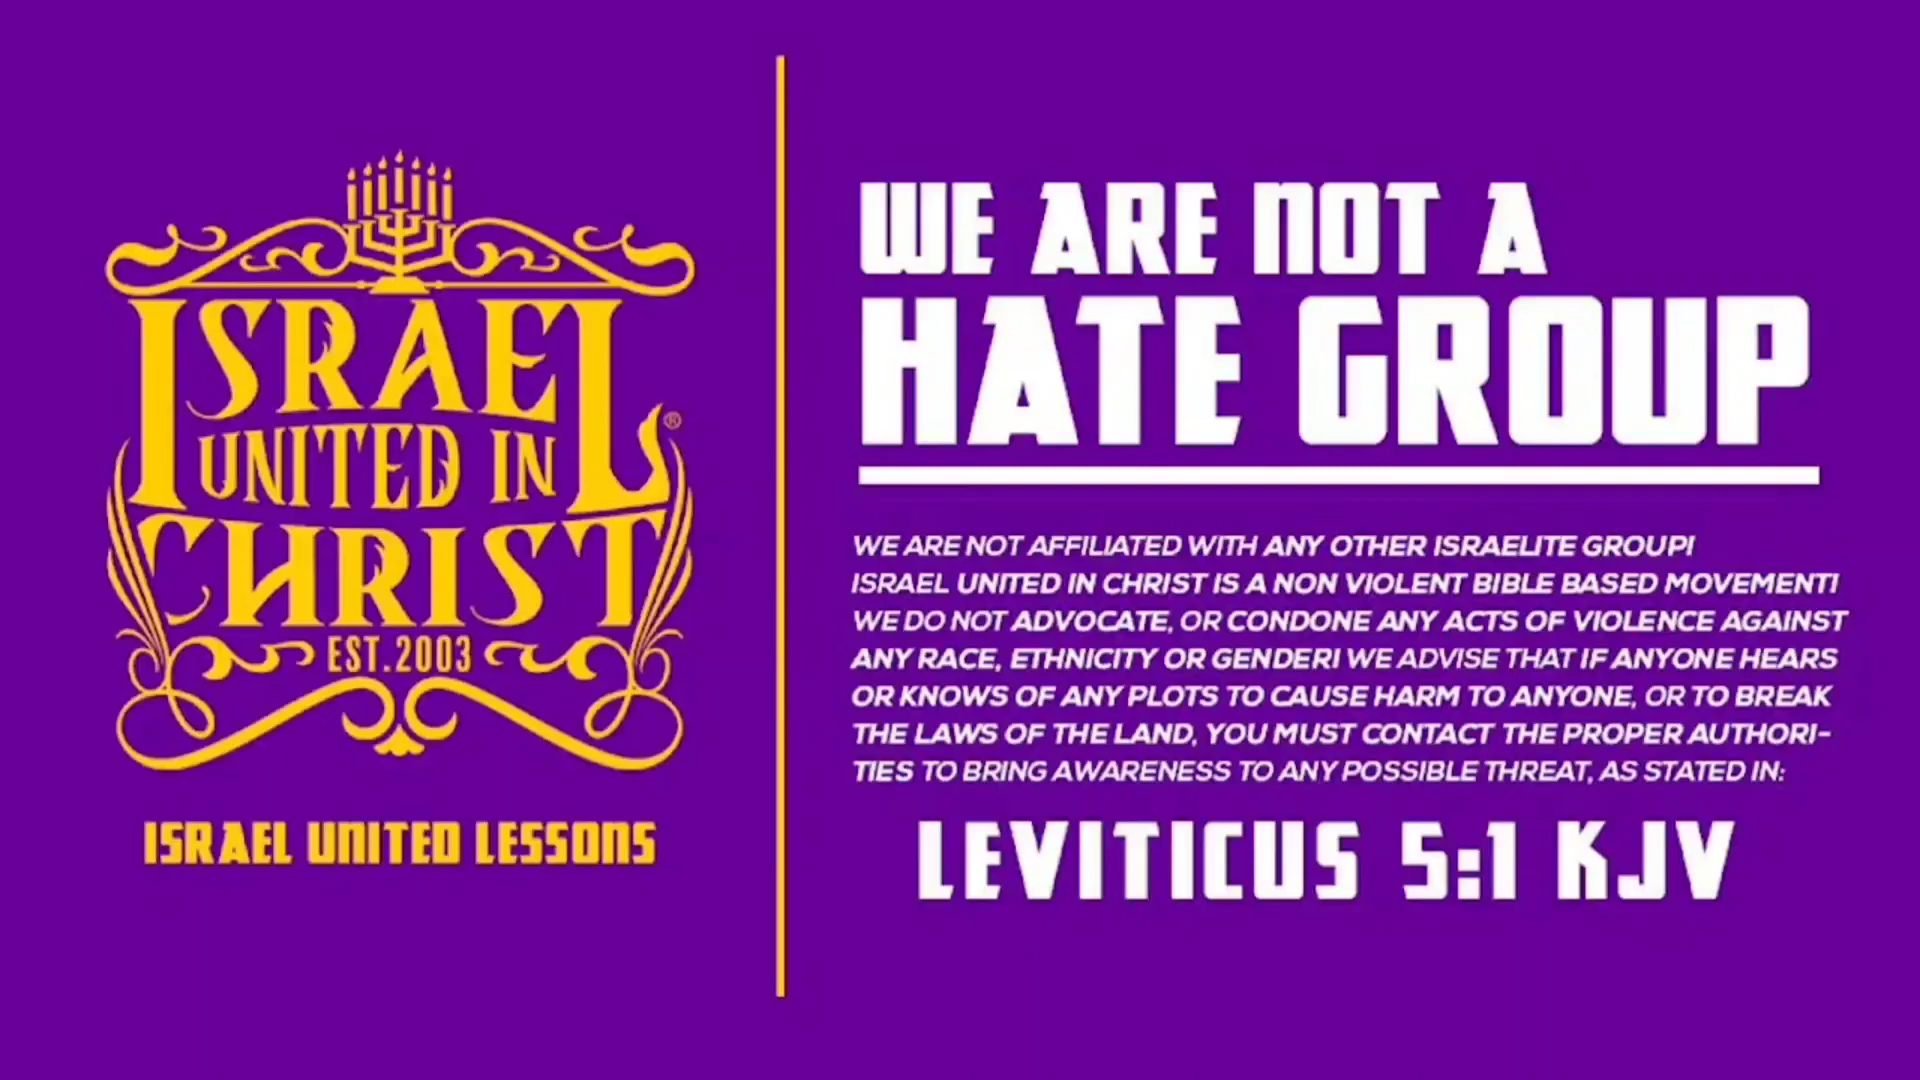 ISRAEL
UNITED IN
CHRIST
®
EST. 2003
ISRAEL UNITED LESSONS
WE ARE NOT A
HATE GROUP
WE ARE NOT AFFILIATED WITH ANY OTHER ISRAELITE GROUP!
ISRAEL UNITED IN CHRIST IS A NON VIOLENT BIBLE BASED MOVEMENT!
WE DO NOT ADVOCATE, OR CONDONE ANY ACTS OF VIOLENCE AGAINST
ANY RACE, ETHNICITY OR GENDER! WE ADVISE THAT IF ANYONE HEARS
OR KNOWS OF ANY PLOTS TO CAUSE HARM TO ANYONE, OR TO BREAK
THE LAWS OF THE LAND, YOU MUST CONTACT THE PROPER AUTHORI-
TIES TO BRING AWARENESS TO ANY POSSIBLE THREAT, AS STATED IN:
LEVITICUS 5:1 KJV